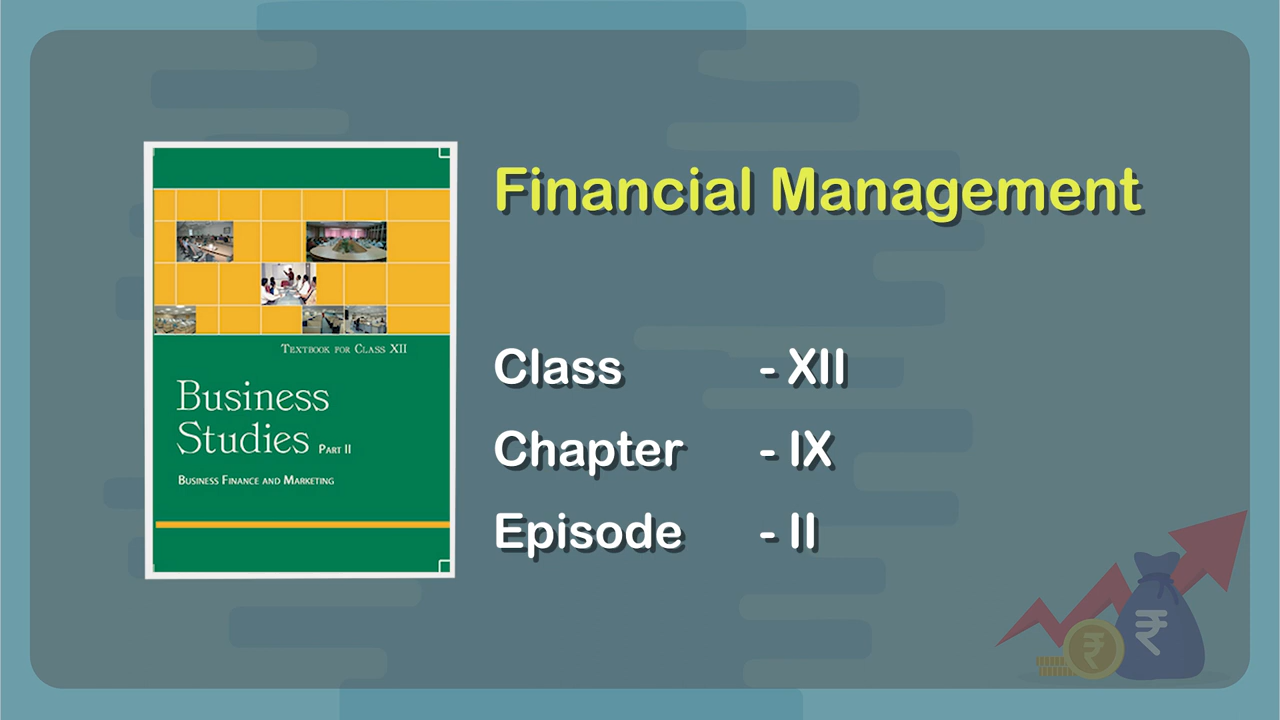 Financial Management
TEXTBOOK FOR CLASS XII
Business
Studies PART II
BUSINESS FINANCE AND MARKETING
Class - XII
Chapter - IX
Episode - II
₹
₹